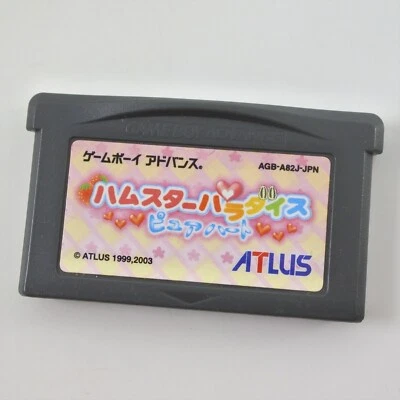 GAME BOY ADVANCE
ゲームボーイ アドバンス®
AGB-A82J-JPN
ハムスターパラダイス
ピュアハート
© ATLUS 1999,2003
ATLUS